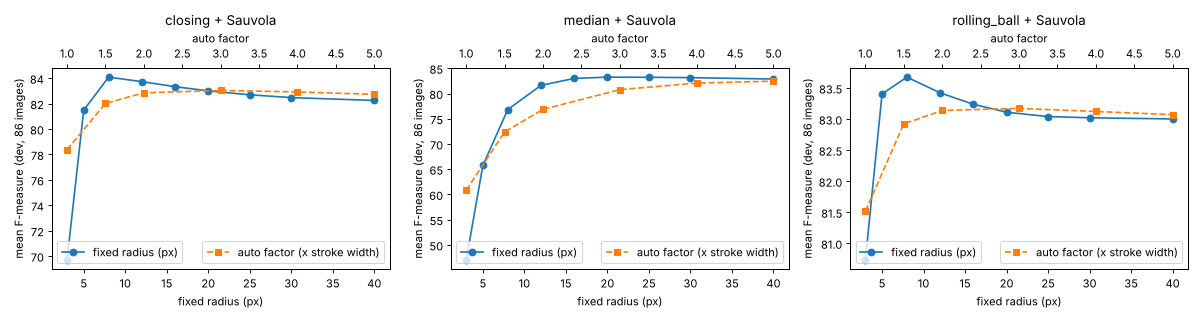 closing + Sauvola
auto factor
1.0 1.5 2.0 2.5 3.0 3.5 4.0 4.5 5.0
mean F-measure (dev, 86 images)
84
82
80
78
76
74
72
70
fixed radius (px)
auto factor (x stroke width)
5 10 15 20 25 30 35 40
fixed radius (px)
median + Sauvola
auto factor
1.0 1.5 2.0 2.5 3.0 3.5 4.0 4.5 5.0
mean F-measure (dev, 86 images)
85
80
75
70
65
60
55
50
fixed radius (px)
auto factor (x stroke width)
5 10 15 20 25 30 35 40
fixed radius (px)
rolling_ball + Sauvola
auto factor
1.0 1.5 2.0 2.5 3.0 3.5 4.0 4.5 5.0
mean F-measure (dev, 86 images)
83.5
83.0
82.5
82.0
81.5
81.0
fixed radius (px)
auto factor (x stroke width)
5 10 15 20 25 30 35 40
fixed radius (px)